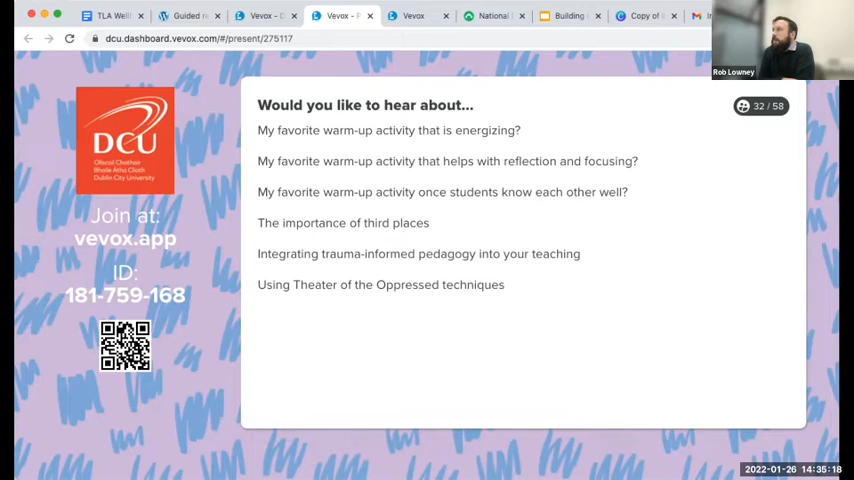 TLA Well
Guided re
Vevox - D
Vevox - P
Vevox
National
Building
Copy of I
dcu.dashboard.vevox.com/#/present/275117
Rob Lowney
DCU
Ollscoil Chathair
Bhaile Átha Cliath
Dublin City University
Join at:
vevox.app
ID:
181-759-168
Would you like to hear about...
32 / 58
My favorite warm-up activity that is energizing?
My favorite warm-up activity that helps with reflection and focusing?
My favorite warm-up activity once students know each other well?
The importance of third places
Integrating trauma-informed pedagogy into your teaching
Using Theater of the Oppressed techniques
2022-01-26 14:35:18